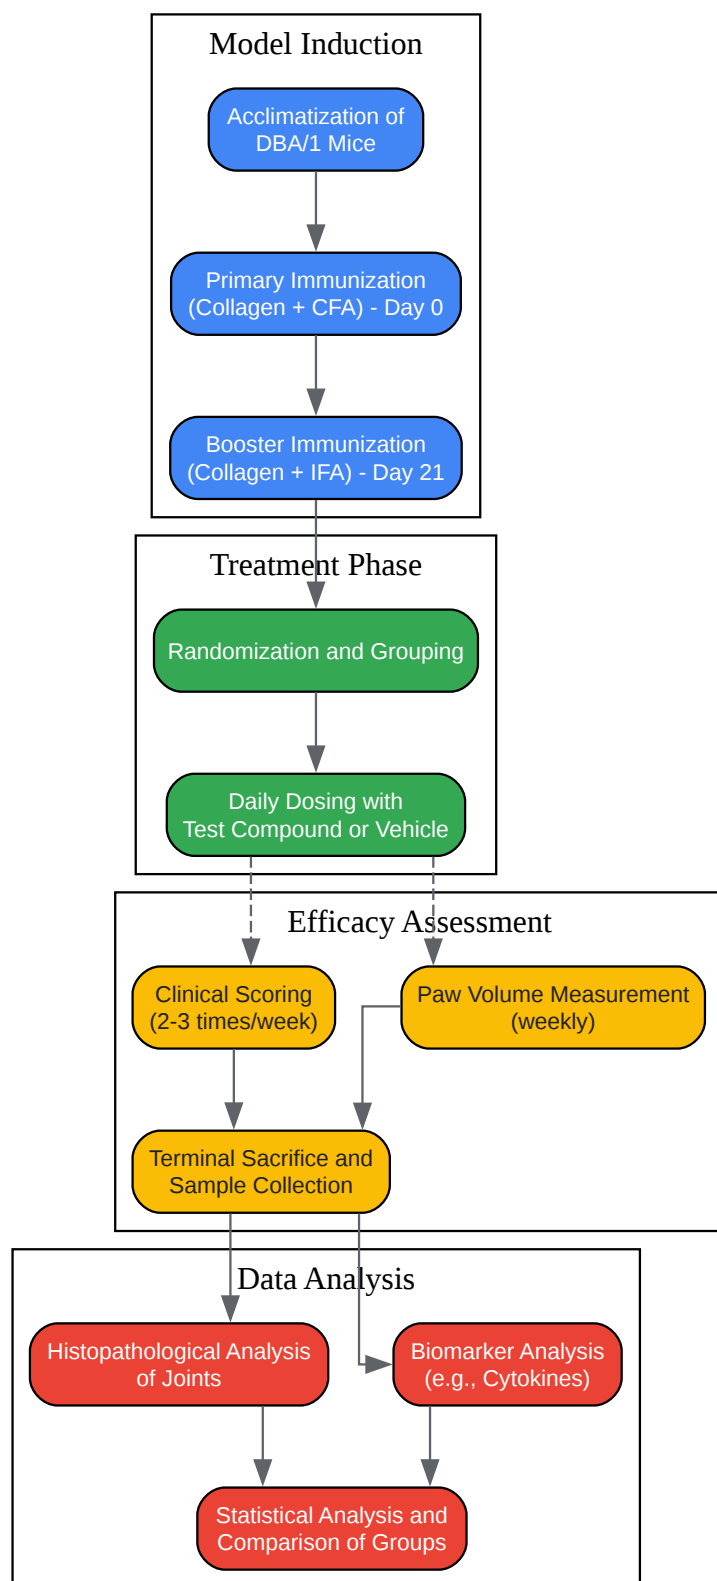 Model Induction
Acclimatization of
DBA/1 Mice
Primary Immunization
(Collagen + CFA) - Day 0
Booster Immunization
(Collagen + IFA) - Day 21
Treatment Phase
Randomization and Grouping
Daily Dosing with
Test Compound or Vehicle
Efficacy Assessment
Clinical Scoring
(2-3 times/week)
Paw Volume Measurement
(weekly)
Terminal Sacrifice and
Sample Collection
Data Analysis
Histopathological Analysis
of Joints
Biomarker Analysis
(e.g., Cytokines)
Statistical Analysis and
Comparison of Groups